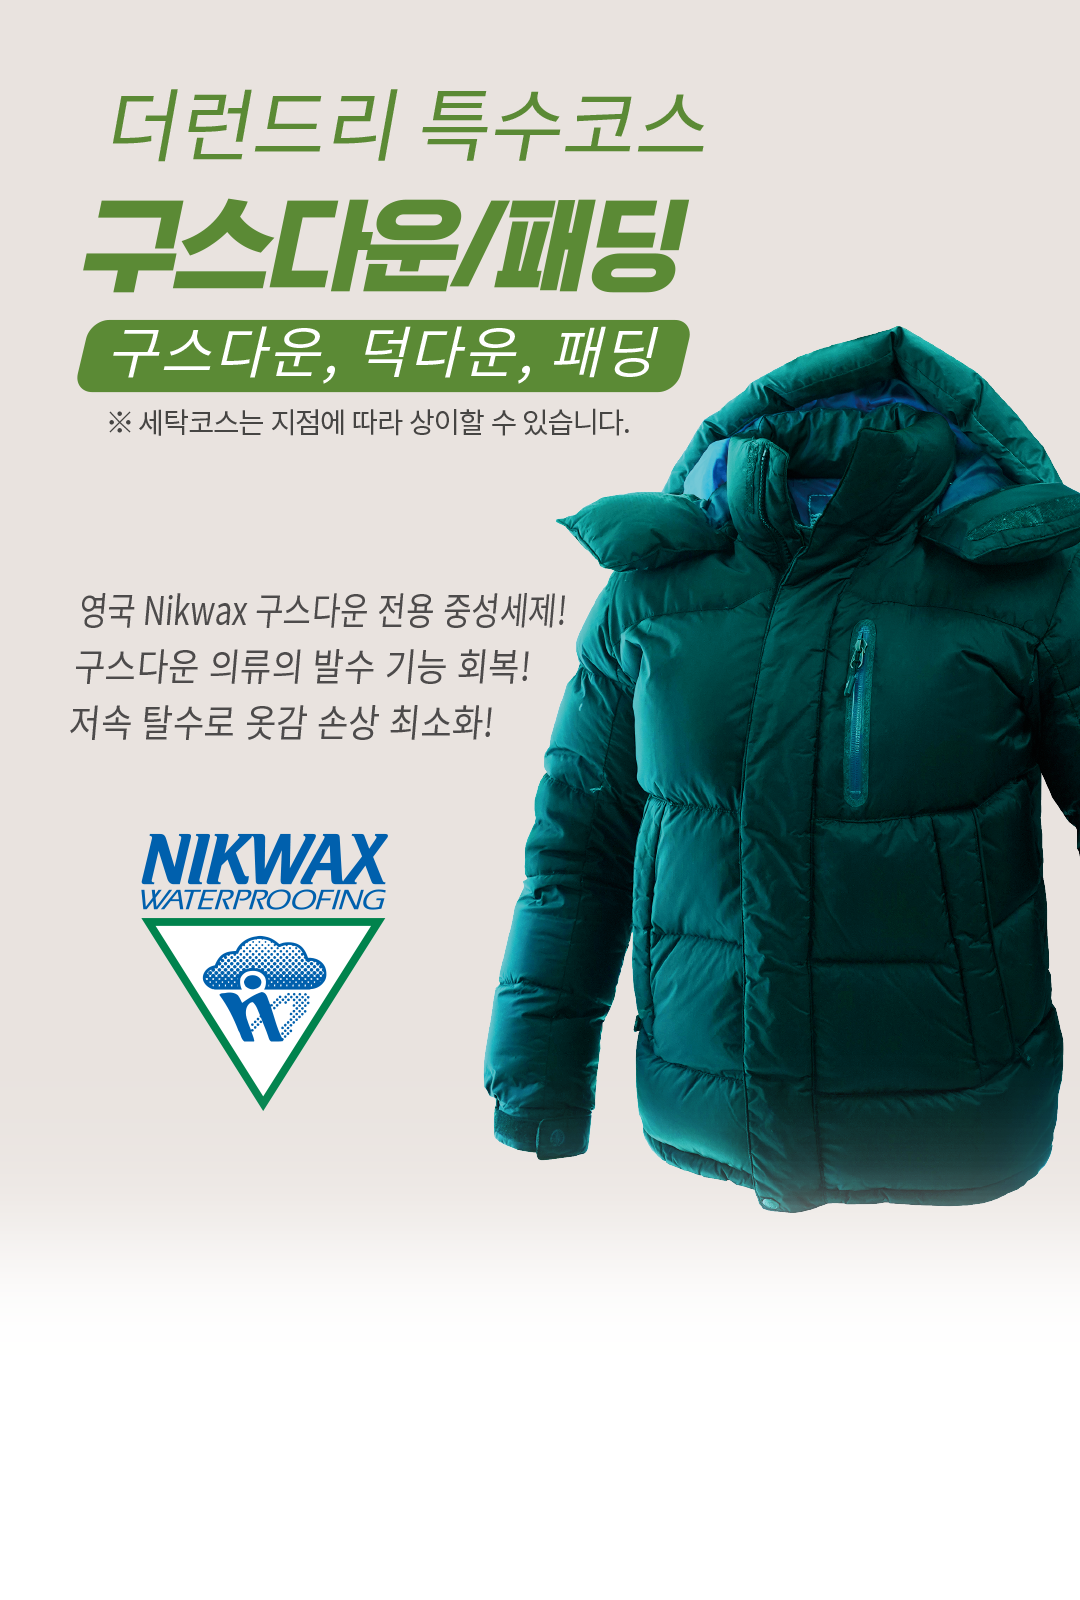 더런드리 특수코스
구스다운/패딩
구스다운, 덕다운, 패딩
※ 세탁코스는 지점에 따라 상이할 수 있습니다.
영국 Nikwax 구스다운 전용 중성세제!
구스다운 의류의 발수 기능 회복!
저속 탈수로 옷감 손상 최소화!
NIKWAX
WATERPROOFING